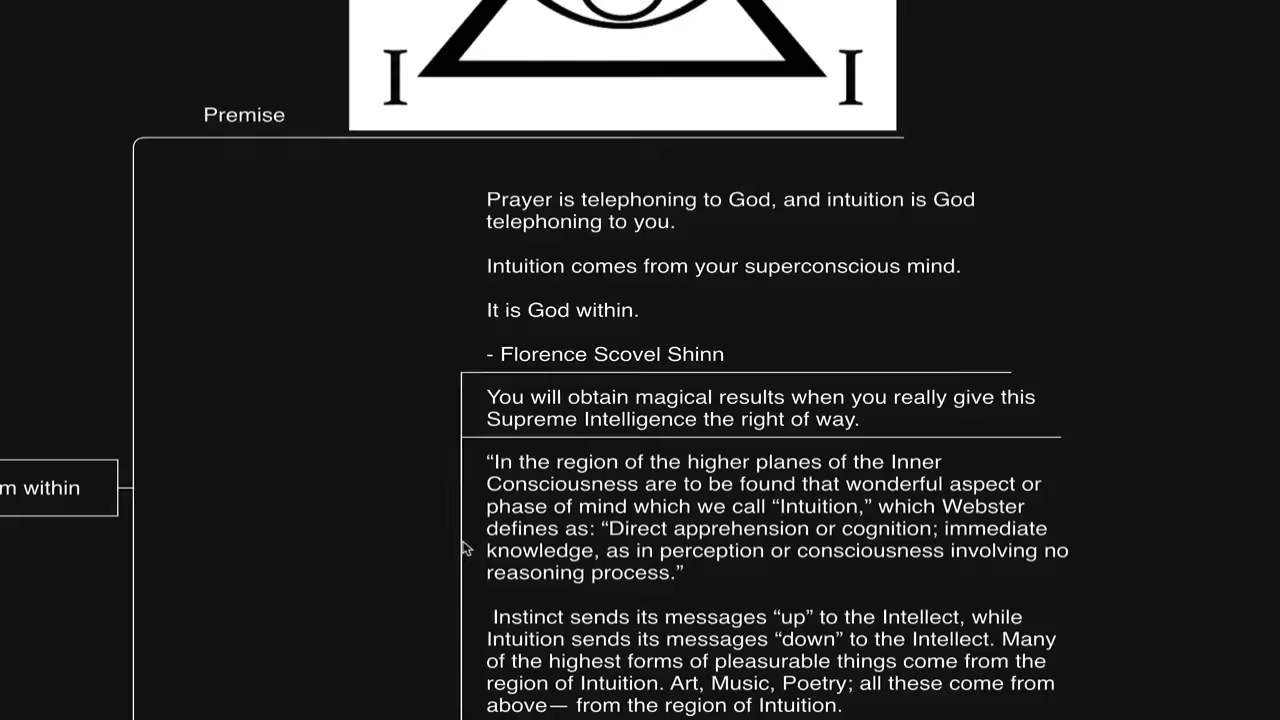 I I
Premise
Prayer is telephoning to God, and intuition is God
telephoning to you.
Intuition comes from your superconscious mind.
It is God within.
- Florence Scovel Shinn
You will obtain magical results when you really give this
Supreme Intelligence the right of way.
“In the region of the higher planes of the Inner
Consciousness are to be found that wonderful aspect or
phase of mind which we call “Intuition,” which Webster
defines as: “Direct apprehension or cognition; immediate
knowledge, as in perception or consciousness involving no
reasoning process.”
Instinct sends its messages “up” to the Intellect, while
Intuition sends its messages “down” to the Intellect. Many
of the highest forms of pleasurable things come from the
region of Intuition. Art, Music, Poetry; all these come from
above— from the region of Intuition.
m within